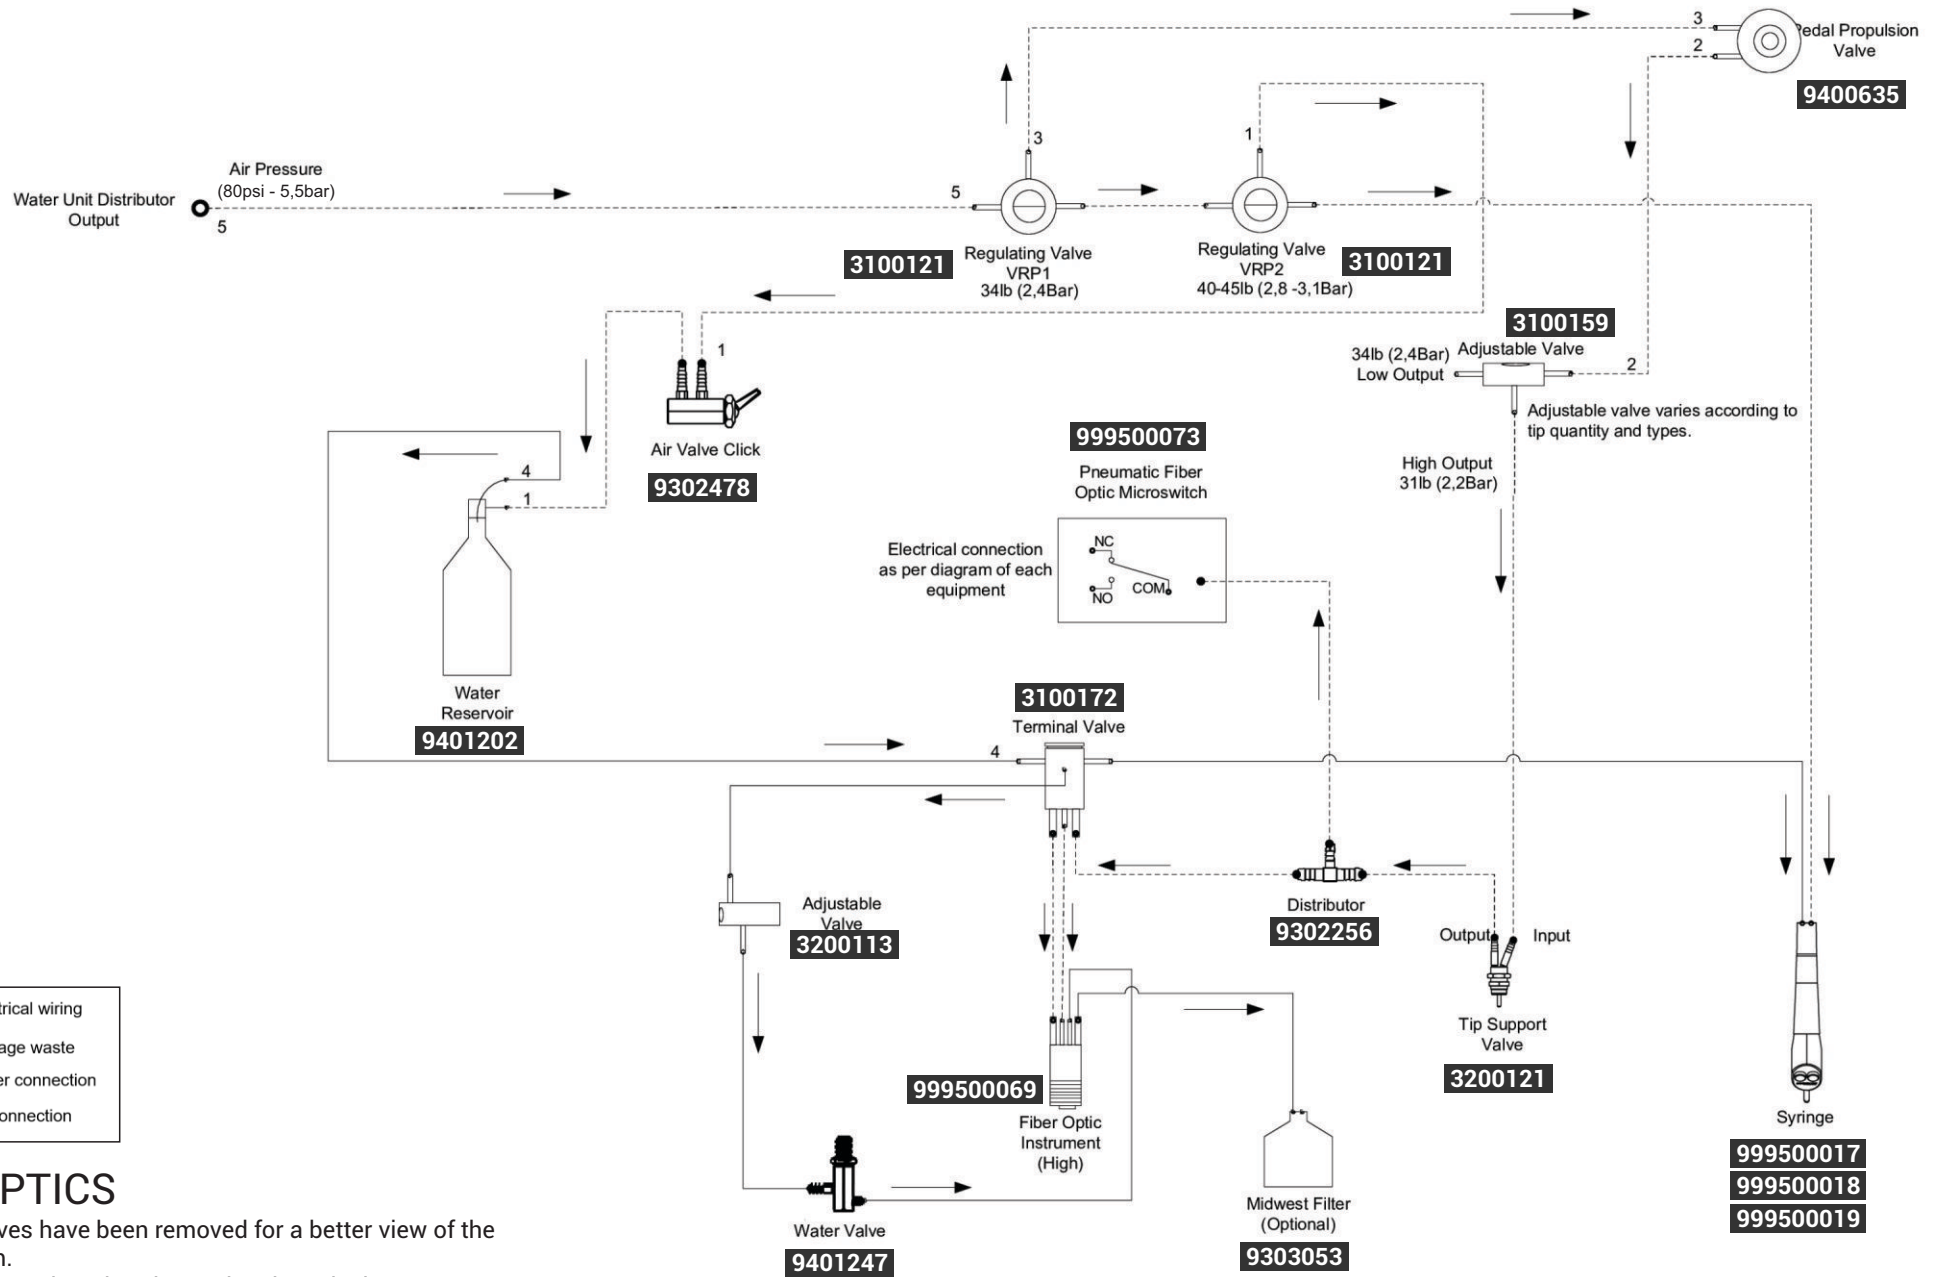 3
Pedal Propulsion
Valve
2
9400635
1
3
Air Pressure
(80psi - 5,5bar)
Water Unit Distributor
Output
5
5
3100121
Regulating Valve
VRP1
34lb (2,4Bar)
Regulating Valve
VRP2
40-45lb (2,8 -3,1Bar)
3100121
3100159
Adjustable Valve
34lb (2,4Bar)
Low Output
2
Adjustable valve varies according to
tip quantity and types.
High Output
31lb (2,2Bar)
1
Air Valve Click
9302478
4
1
Water
Reservoir
9401202
999500073
Pneumatic Fiber
Optic Microswitch
Electrical connection
as per diagram of each
equipment
NC
NO
COM
3100172
Terminal Valve
4
Adjustable
Valve
3200113
Distributor
9302256
Output
Input
Tip Support
Valve
3200121
999500069
Fiber Optic
Instrument
(High)
Water Valve
9401247
Midwest Filter
(Optional)
9303053
Syringe
999500017
999500018
999500019
trical wiring
age waste
er connection
onnection
PTICS
ves have been removed for a better view of the
n.